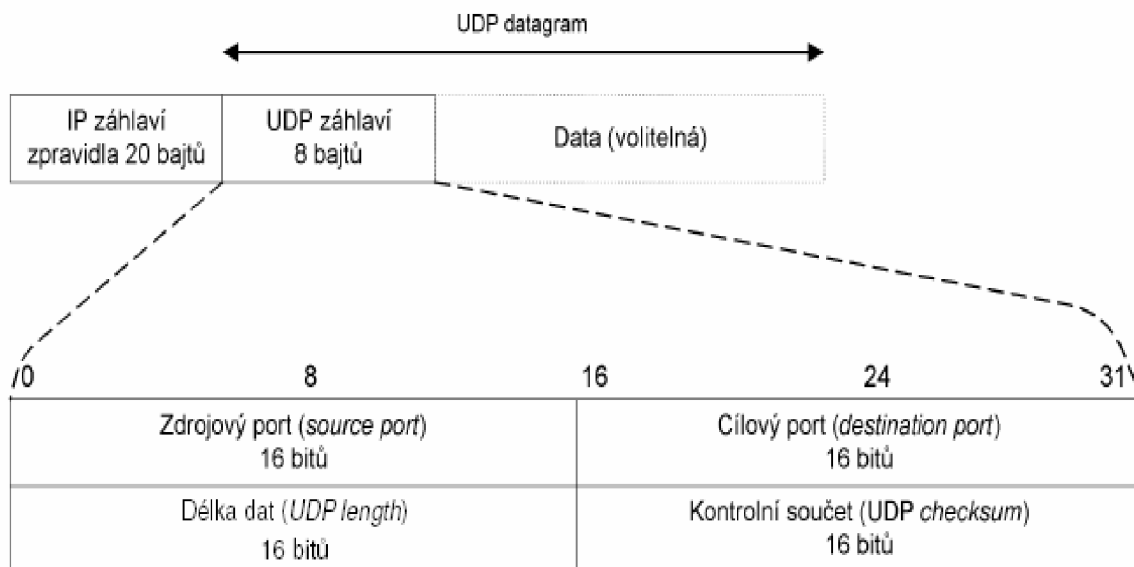 UDP datagram
IP záhlaví
zpravidla 20 bajtů
UDP záhlaví
8 bajtů
Data (volitelná)
0 8 16 24 31
Zdrojový port (source port)
16 bitů
Cílový port (destination port)
16 bitů
Délka dat (UDP length)
16 bitů
Kontrolní součet (UDP checksum)
16 bitů